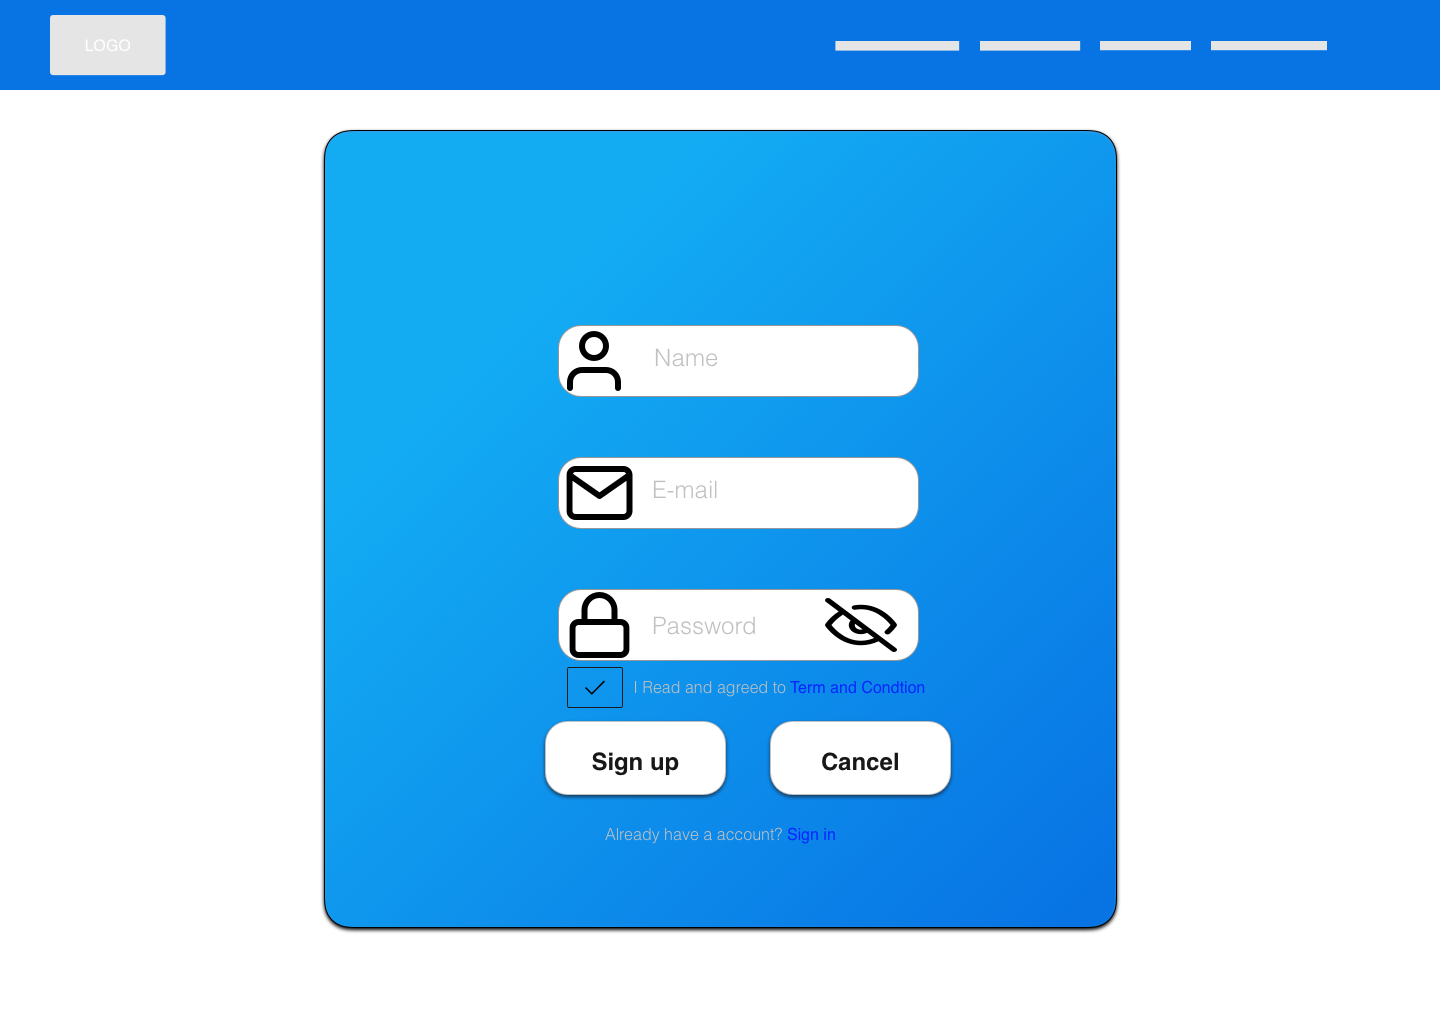 LOGO
Name
E-mail
Password
I Read and agreed to Term and Condtion
Sign up
Cancel
Already have a account? Sign in